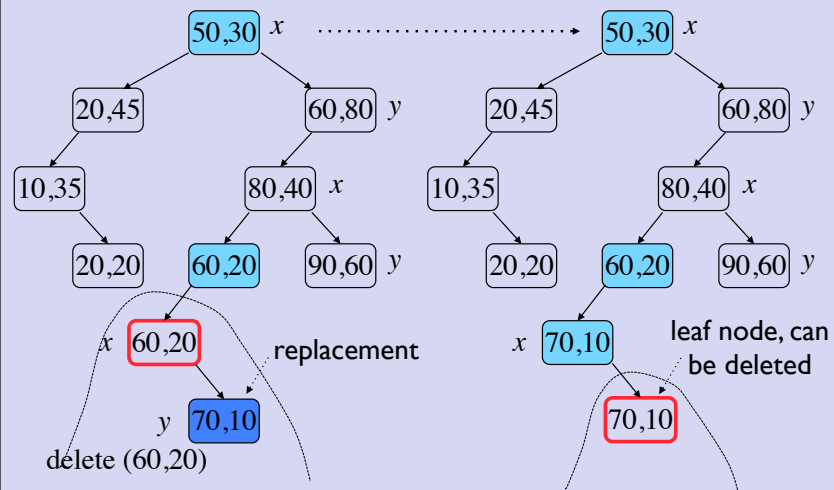 50,30 x
20,45
60,80 y
10,35
80,40 x
20,20
60,20
90,60 y
x 60,20
replacement
y 70,10
delete (60,20)
50,30 x
20,45
60,80 y
10,35
80,40 x
20,20
60,20
90,60 y
x 70,10
leaf node, can
be deleted
70,10